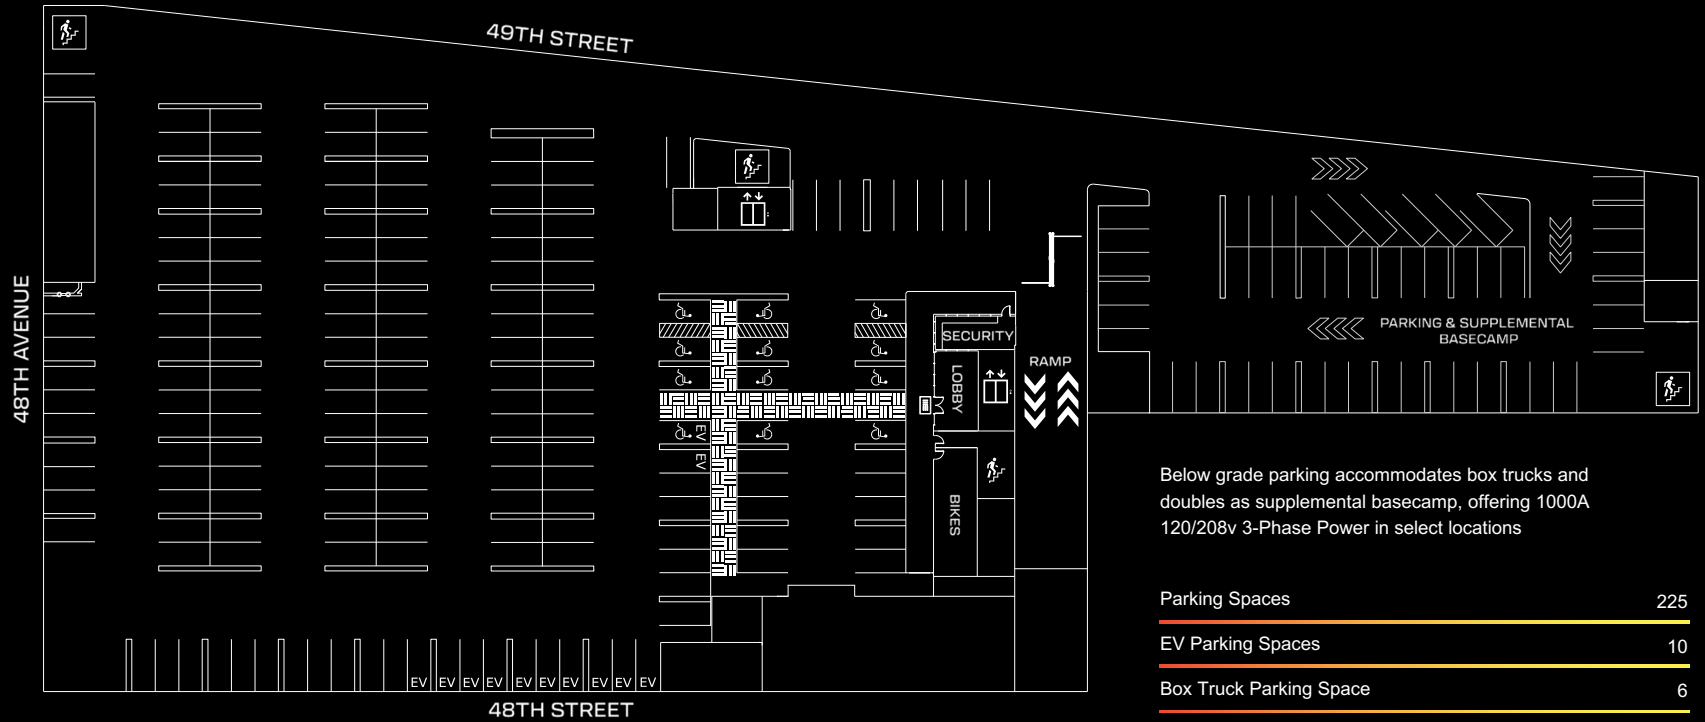 49TH STREET
48TH AVENUE
SECURITY
LOBBY
RAMP
PARKING & SUPPLEMENTAL
BASECAMP
EV
EV
BIKES
Below grade parking accommodates box trucks and
doubles as supplemental basecamp, offering 1000A
120/208v 3-Phase Power in select locations
Parking Spaces 225
EV Parking Spaces 10
Box Truck Parking Space 6
EV EV EV EV EV EV EV EV EV EV
48TH STREET